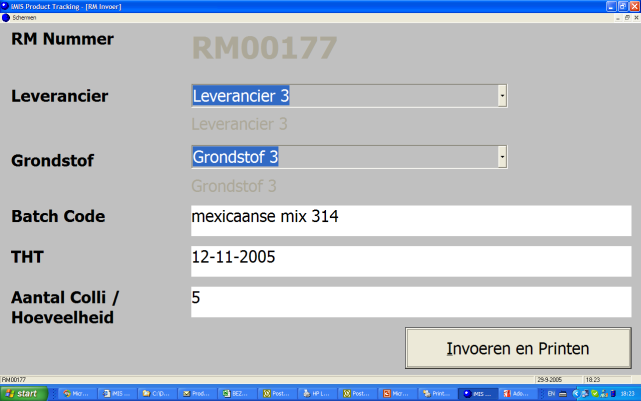 iMIS Product Tracking - [RM Invoer]
Schermen
RM Nummer
RM00177
Leverancier
Leverancier 3
Leverancier 3
Grondstof
Grondstof 3
Grondstof 3
Batch Code
mexicaanse mix 314
THT
12-11-2005
Aantal Colli /
Hoeveelheid
5
Invoeren en Printen
RM00177
29-9-2005
18:23
start
Micr...
iMIS ...
C:\D...
Prod...
BEZ...
Post...
HP L...
Post...
Micr...
Print...
iMIS ...
Ado...
EN
18:23